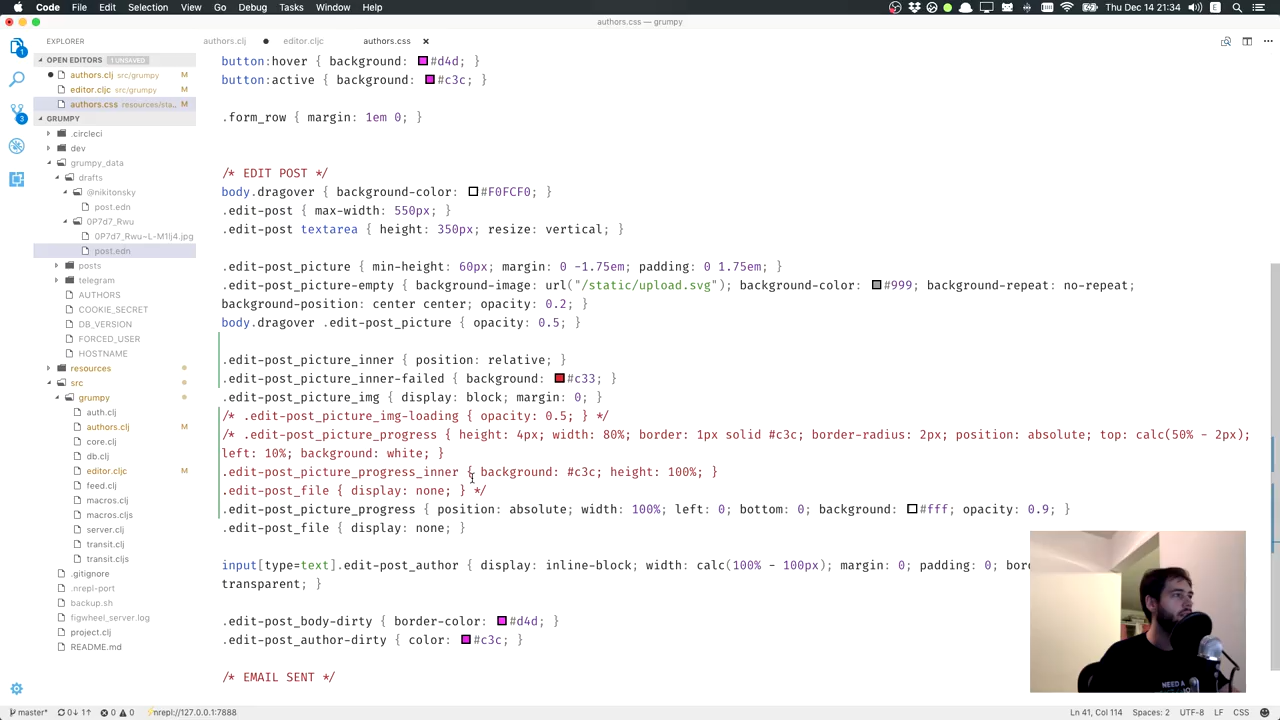 authors.css — grumpy
Thu Dec 21 21:34
EXPLORER
authors.clj
editor.cljc
authors.css
OPEN EDITORS 1 UNSAVED
authors.clj src/grumpy M
editor.cljc src/grumpy M
authors.css resources/sta... M
GRUMPY
.circleci
dev
grumpy_data
drafts
@nikitonsky
post.edn
0P7d7_Rwu
0P7d7_Rwu~L-M1lj4.jpg
post.edn
posts
telegram
AUTHORS
COOKIE_SECRET
DB_VERSION
FORCED_USER
HOSTNAME
resources
src
grumpy
auth.clj
authors.clj M
core.clj
db.clj
editor.cljc M
feed.clj
macros.clj
macros.cljs
server.clj
transit.clj
transit.cljs
.gitignore
.nrepl-port
backup.sh
figwheel_server.log
project.clj
README.md
button:hover { background: #d4d; }
button:active { background: #c3c; }
.form_row { margin: 1em 0; }
/* EDIT POST */
body.dragover { background-color: #F0FCF0; }
.edit-post { max-width: 550px; }
.edit-post textarea { height: 350px; resize: vertical; }
.edit-post_picture { min-height: 60px; margin: 0 -1.75em; padding: 0 1.75em; }
.edit-post_picture-empty { background-image: url("/static/upload.svg"); background-color: #999; background-repeat: no-repeat;
background-position: center center; opacity: 0.2; }
body.dragover .edit-post_picture { opacity: 0.5; }
.edit-post_picture_inner { position: relative; }
.edit-post_picture_inner-failed { background: #c33; }
.edit-post_picture_img { display: block; margin: 0; }
/* .edit-post_picture_img-loading { opacity: 0.5; } */
/* .edit-post_picture_progress { height: 4px; width: 80%; border: 1px solid #c3c; border-radius: 2px; position: absolute; top: calc(50% - 2px);
left: 10%; background: white; }
.edit-post_picture_progress_inner { background: #c3c; height: 100%; }
.edit-post_file { display: none; } */
.edit-post_picture_progress { position: absolute; width: 100%; left: 0; bottom: 0; background: #fff; opacity: 0.9; }
.edit-post_file { display: none; }
input[type=text].edit-post_author { display: inline-block; width: calc(100% - 100px); margin: 0; padding: 0;
transparent; }
.edit-post_body-dirty { border-color: #d4d; }
.edit-post_author-dirty { color: #c3c; }
/* EMAIL SENT */
NEED A
master* 0↓ 1↑ 0 0 nrepl://127.0.0.1:7888
Ln 41, Col 114 Spaces: 2 UTF-8 LF CSS